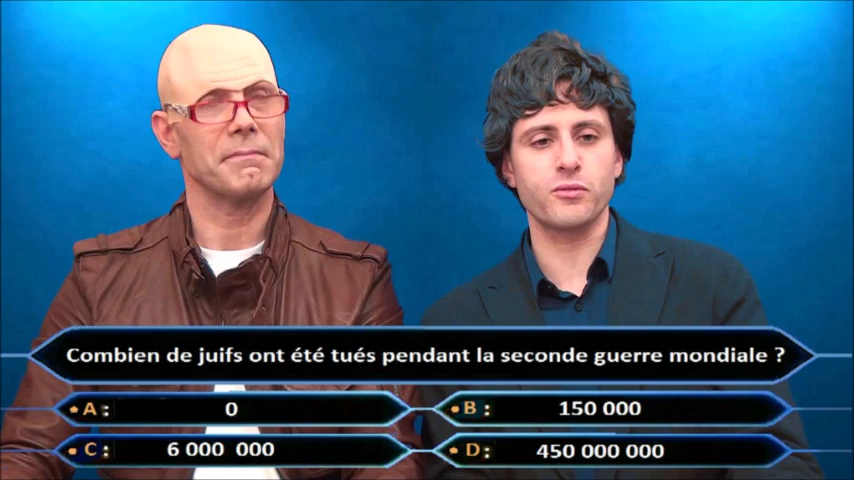 Combien de juifs ont été tués pendant la seconde guerre mondiale ?
A : 0
B : 150 000
C : 6 000 000
D : 450 000 000